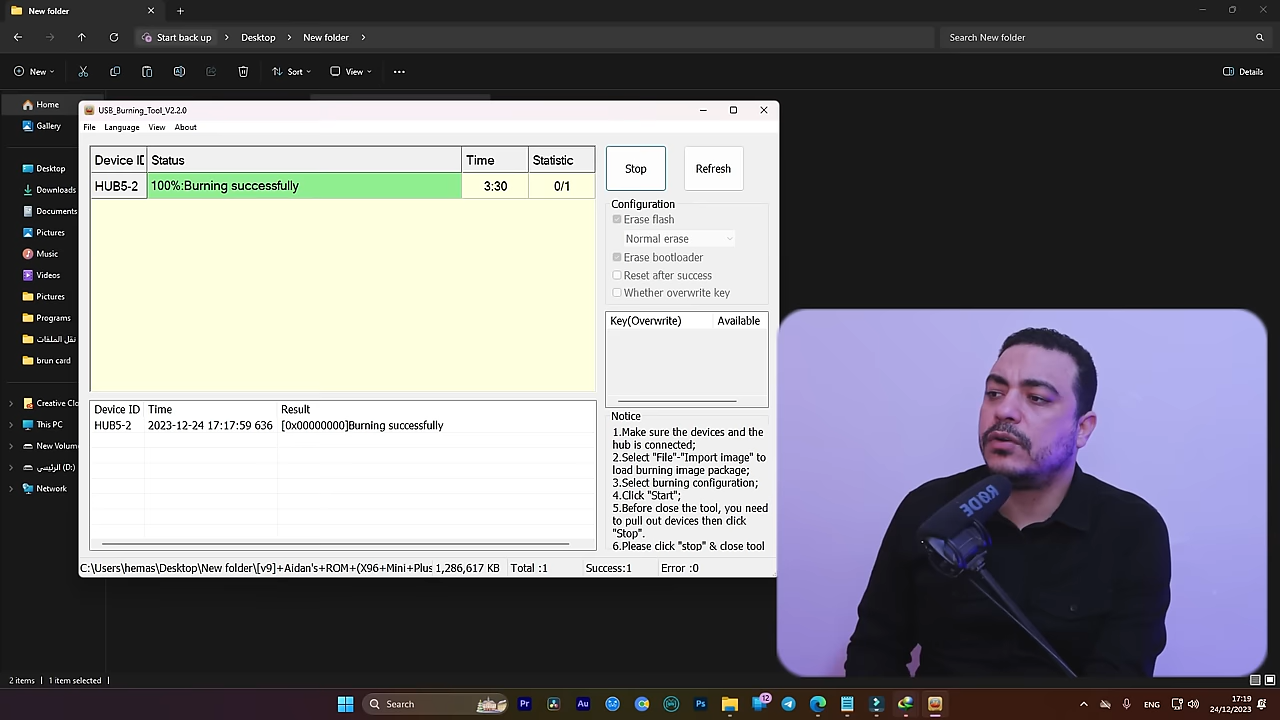 New folder
Start back up
Desktop
New folder
Search New folder
New
Sort
View
Details
Home
Gallery
Desktop
Downloads
Documents
Pictures
Music
Videos
Pictures
Programs
نقل الملفات
brun card
Creative Clo
This PC
New Volum
الرئيسي (D:)
Network
USB_Burning_Tool_V2.2.0
File Language View About
Device ID Status Time Statistic
HUB5-2 100%:Burning successfully 3:30 0/1
Stop Refresh
Configuration
Erase flash
Normal erase
Erase bootloader
Reset after success
Whether overwrite key
Key(Overwrite) Available
Device ID Time Result
HUB5-2 2023-12-24 17:17:59 636 [0x00000000]Burning successfully
Notice
1.Make sure the devices and the
hub is connected;
2.Select "File"-"Import image" to
load burning image package;
3.Select burning configuration;
4.Click "Start";
5.Before close the tool, you need
to pull out devices then click
"Stop".
6.Please click "stop" & close tool
C:\Users\hemas\Desktop\New folder\[v9]+Aidan's+ROM+(X96+Mini+Plus 1,286,617 KB Total :1 Success:1 Error :0
RØDE
2 items 1 item selected
Search
Pr
Au
Ps
12
ENG
17:19
24/12/2023